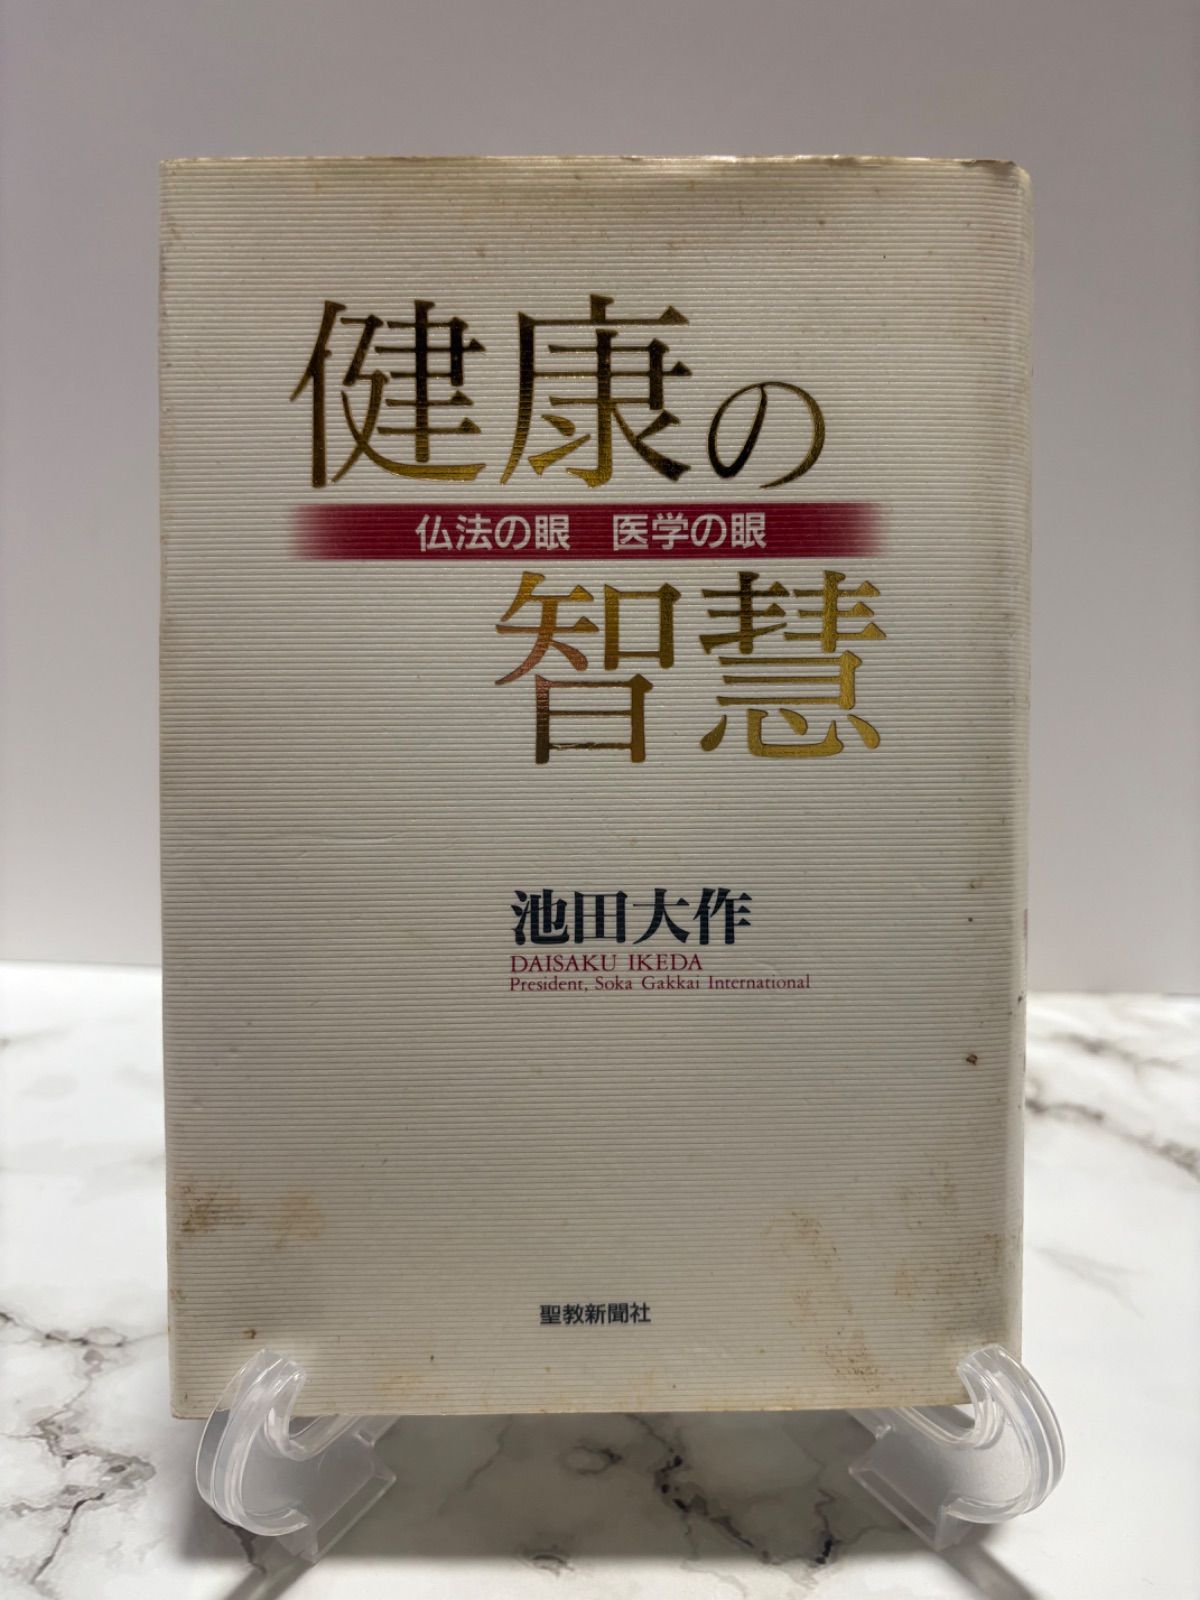 健康の
仏法の眼　医学の眼
智慧
池田大作
DAISAKU IKEDA
President, Soka Gakkai International
聖教新聞社